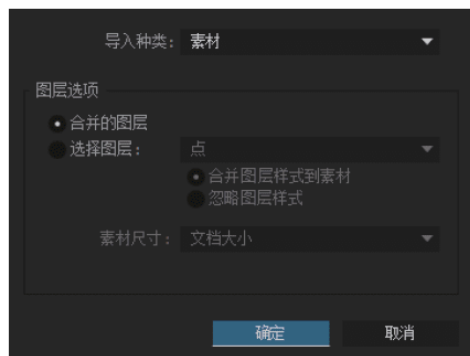 导入种类： 素材
图层选项
合并的图层
选择图层： 点
合并图层样式到素材
忽略图层样式
素材尺寸： 文档大小
确定 取消